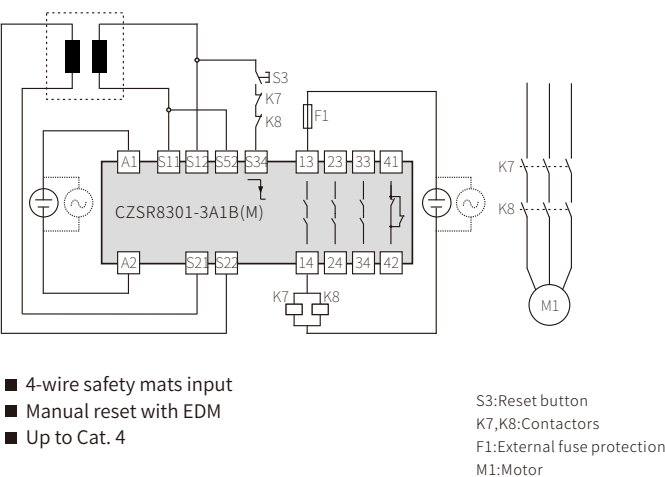 S3
K7
K8
F1
A1 S11 S12 S52 S34 13 23 33 41
K7
CZSR8301-3A1B(M)
K8
A2 S21 S22 14 24 34 42
K7 K8
M1
4-wire safety mats input
Manual reset with EDM
Up to Cat. 4
S3:Reset button
K7,K8:Contactors
F1:External fuse protection
M1:Motor